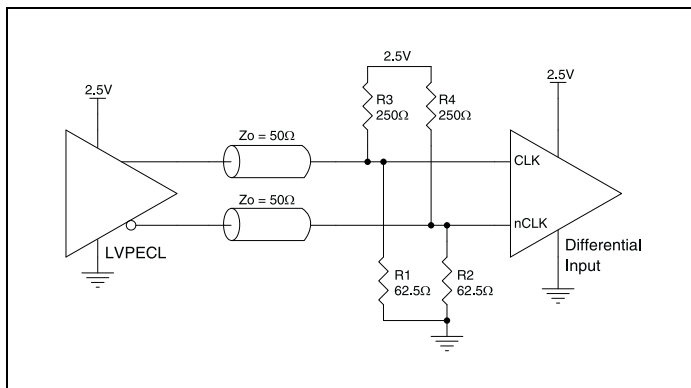 2.5V
2.5V
2.5V
R3
250Ω
R4
250Ω
Zo = 50Ω
CLK
Zo = 50Ω
nCLK
LVPECL
Differential
Input
R1
62.5Ω
R2
62.5Ω